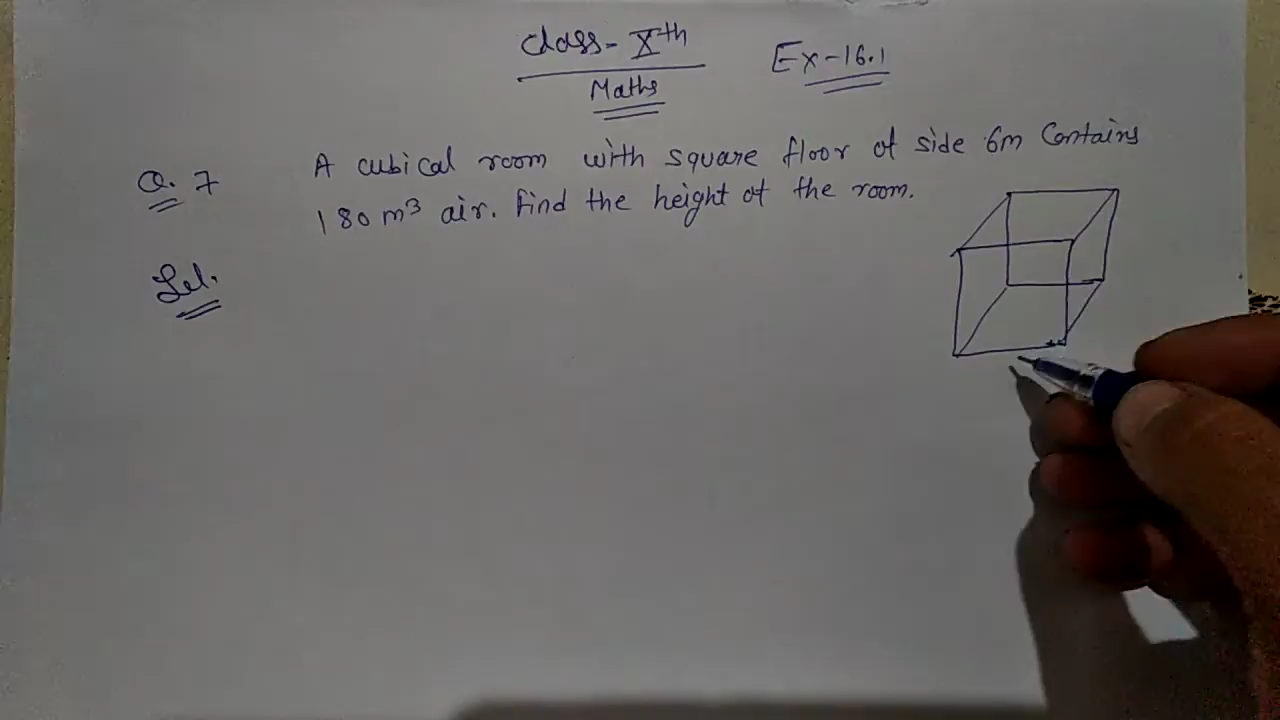 Class - Xth
Maths
Ex-16.1
Q. 7
A cubical room with square floor of side 6m Contains
180 m³ air. Find the height of the room.
Sol.